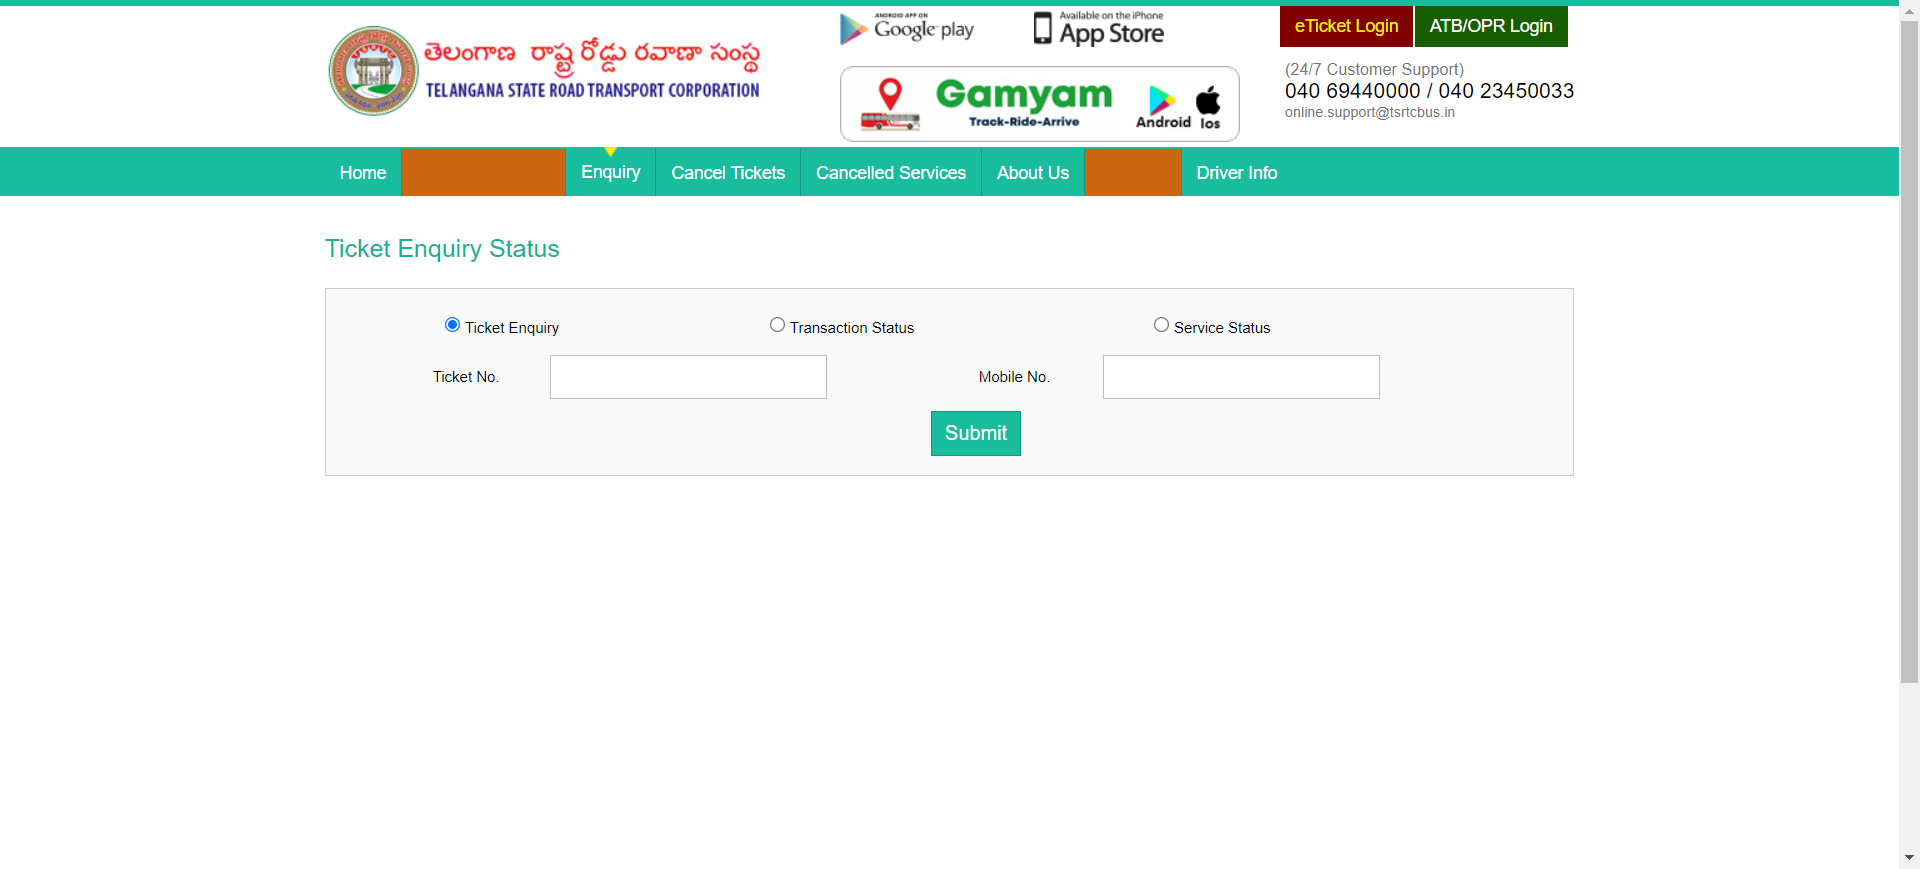 తెలంగాణ రాష్ట్ర రోడ్డు రవాణా సంస్థ
TELANGANA STATE ROAD TRANSPORT CORPORATION
ANDROID APP ON
Google play
Available on the iPhone
App Store
Gamyam
Track-Ride-Arrive
Android Ios
eTicket Login ATB/OPR Login
(24/7 Customer Support)
040 69440000 / 040 23450033
online.support@tsrtcbus.in
Home Enquiry Cancel Tickets Cancelled Services About Us Driver Info
Ticket Enquiry Status
Ticket Enquiry Transaction Status Service Status
Ticket No. Mobile No.
Submit